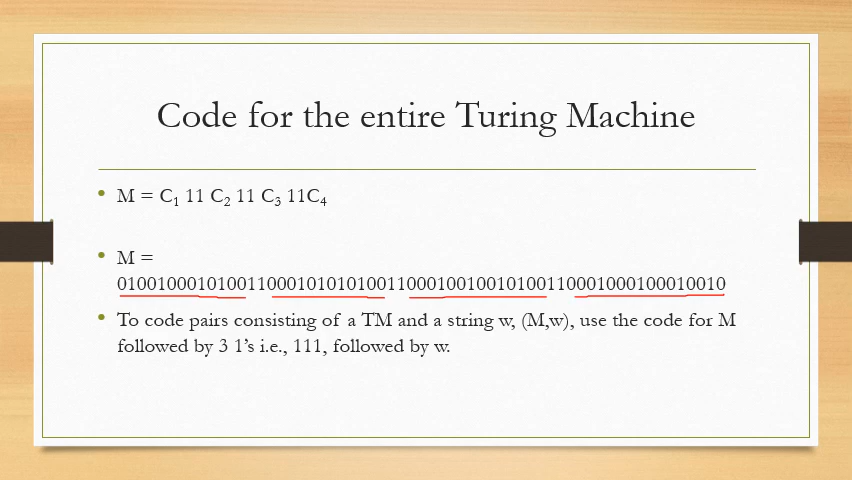 Code for the entire Turing Machine
• M = C₁ 11 C₂ 11 C₃ 11C₄
• M =
0100100010100110001010101001100010010010100110001000100010010
• To code pairs consisting of a TM and a string w, (M,w), use the code for M
followed by 3 1’s i.e., 111, followed by w.